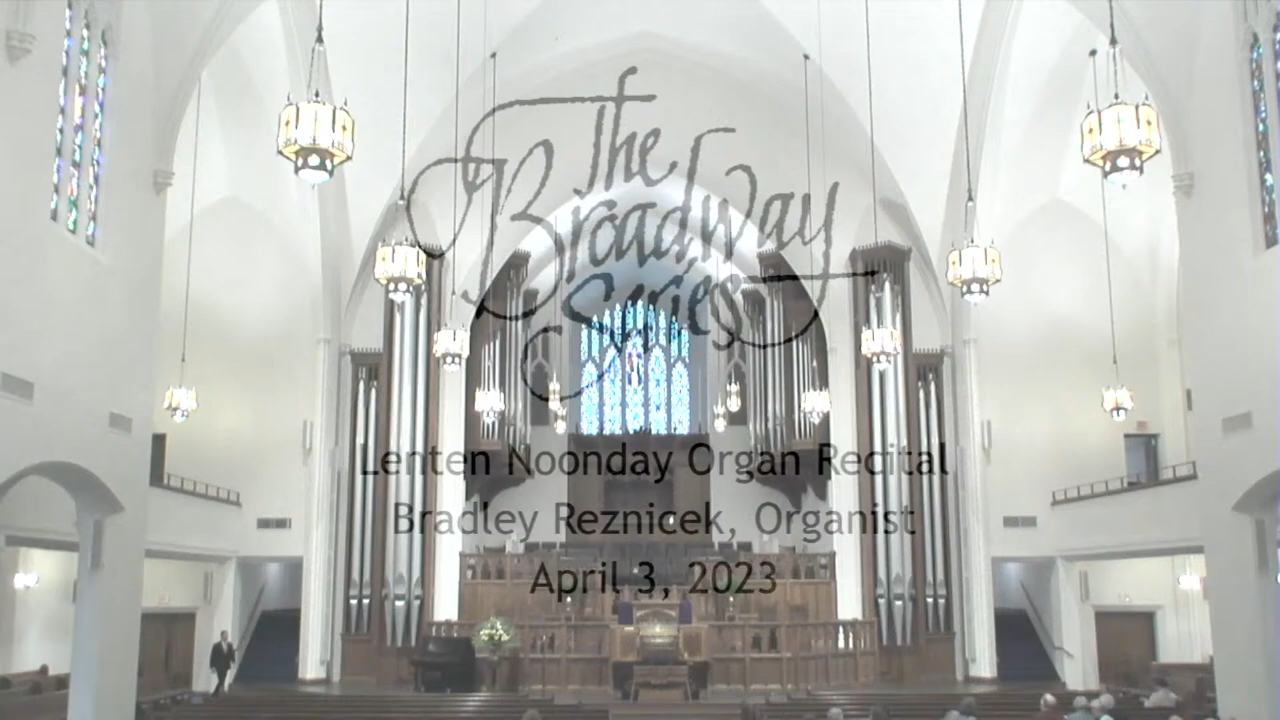 The
Broadway
Series
Lenten Noonday Organ Recital
Bradley Reznicek, Organist
April 3, 2023